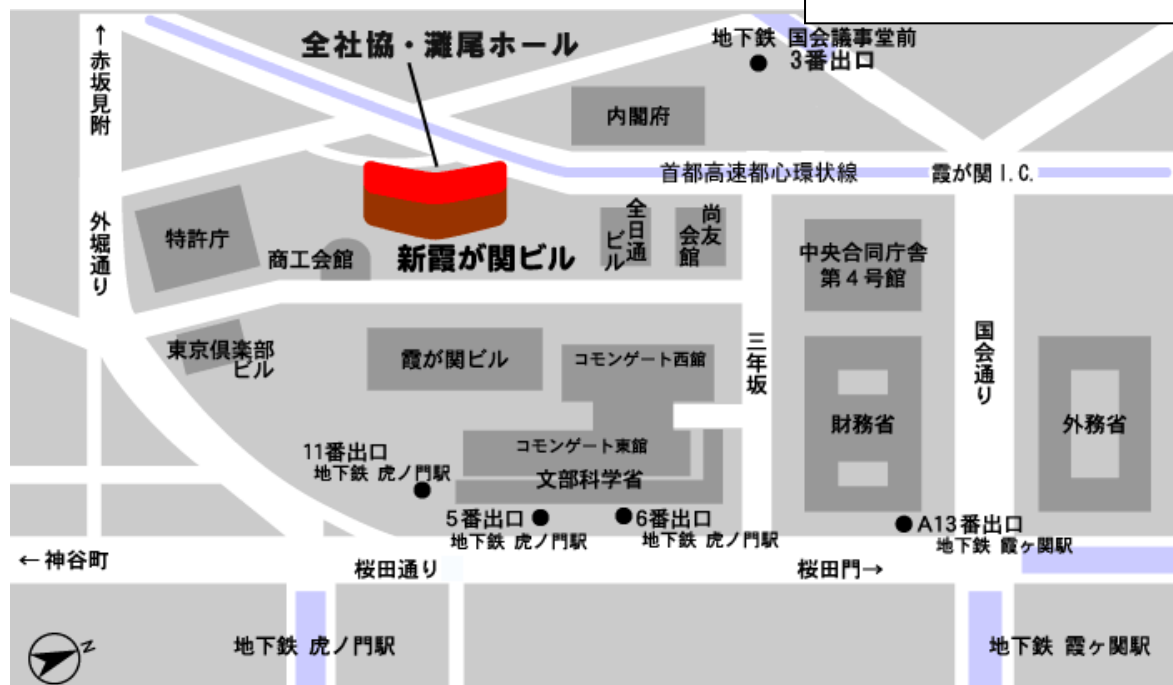 ↑赤坂見附
全社協・灘尾ホール
地下鉄 国会議事堂前
3番出口
内閣府
首都高速都心環状線
霞が関 I.C.
外堀通り
特許庁
商工会館
新霞が関ビル
全日通
ビル
尚友
会館
中央合同庁舎
第4号館
東京倶楽部
ビル
霞が関ビル
コモンゲート西館
三年坂
国会通り
財務省
外務省
11番出口
地下鉄 虎ノ門駅
コモンゲート東館
文部科学省
5番出口
地下鉄 虎ノ門駅
6番出口
地下鉄 虎ノ門駅
A13番出口
地下鉄 霞ヶ関駅
←神谷町
桜田通り
桜田門→
地下鉄 虎ノ門駅
地下鉄 霞ヶ関駅
N